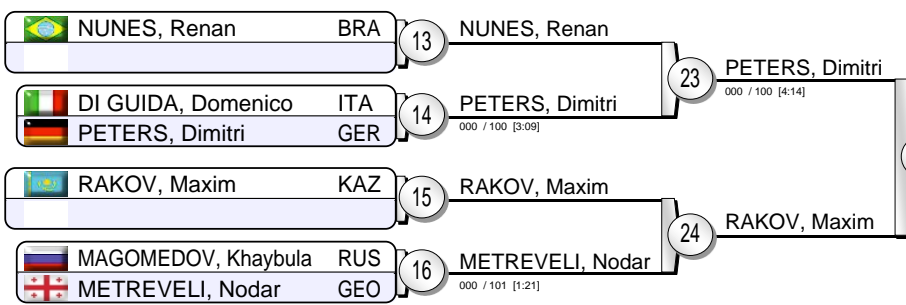 NUNES, Renan BRA
13
NUNES, Renan
DI GUIDA, Domenico ITA
PETERS, Dimitri GER
14
PETERS, Dimitri
000 / 100 [3:09]
23
PETERS, Dimitri
000 / 100 [4:14]
RAKOV, Maxim KAZ
15
RAKOV, Maxim
MAGOMEDOV, Khaybula RUS
METREVELI, Nodar GEO
16
METREVELI, Nodar
000 / 101 [1:21]
24
RAKOV, Maxim